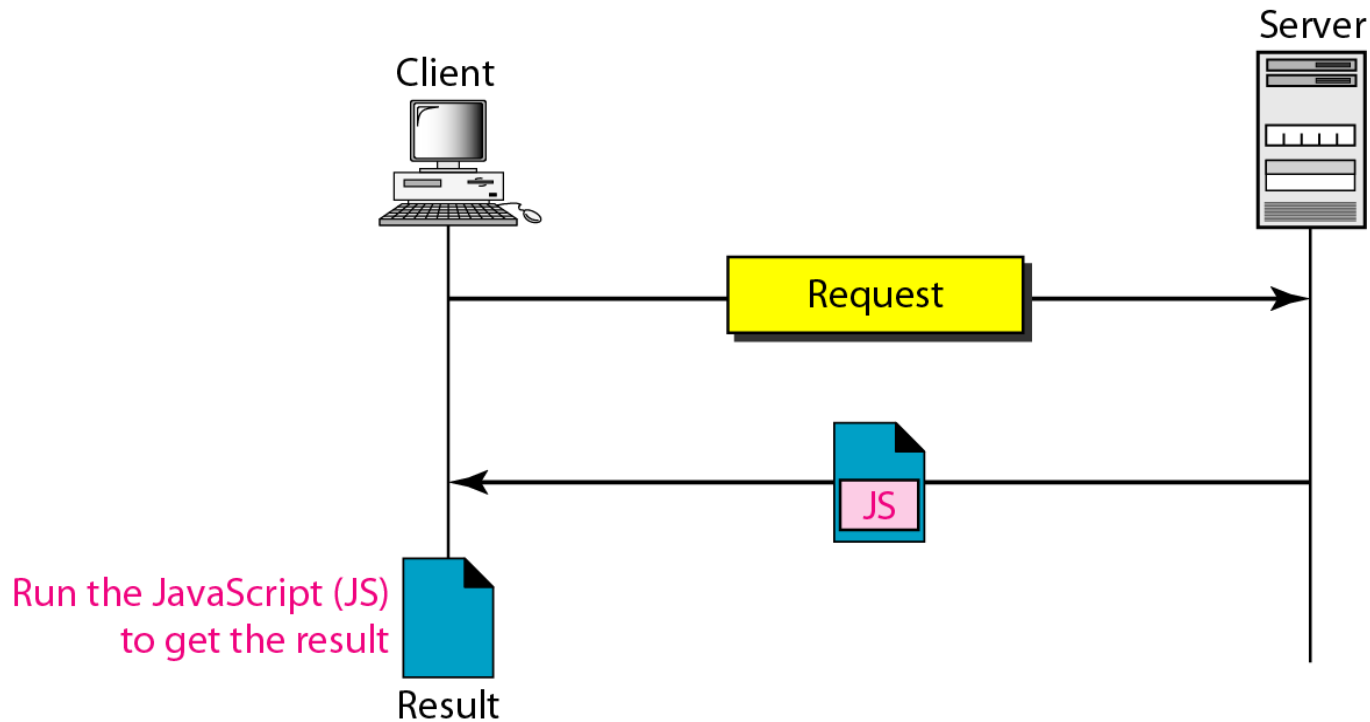 Server
Client
Request
JS
Run the JavaScript (JS)
to get the result
Result